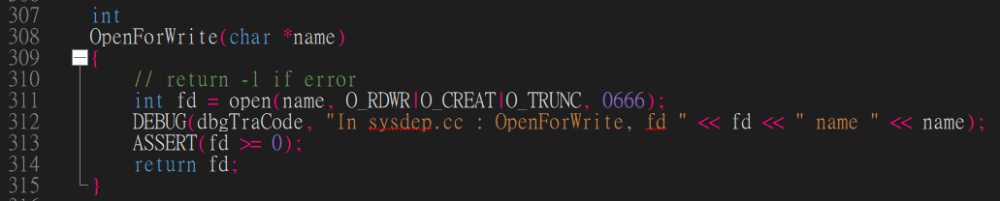 307 int
308 OpenForWrite(char *name)
309 {
310 // return -1 if error
311 int fd = open(name, O_RDWR|O_CREAT|O_TRUNC, 0666);
312 DEBUG(dbgTraCode, "In sysdep.cc : OpenForWrite, fd " << fd << " name " << name);
313 ASSERT(fd >= 0);
314 return fd;
315 }